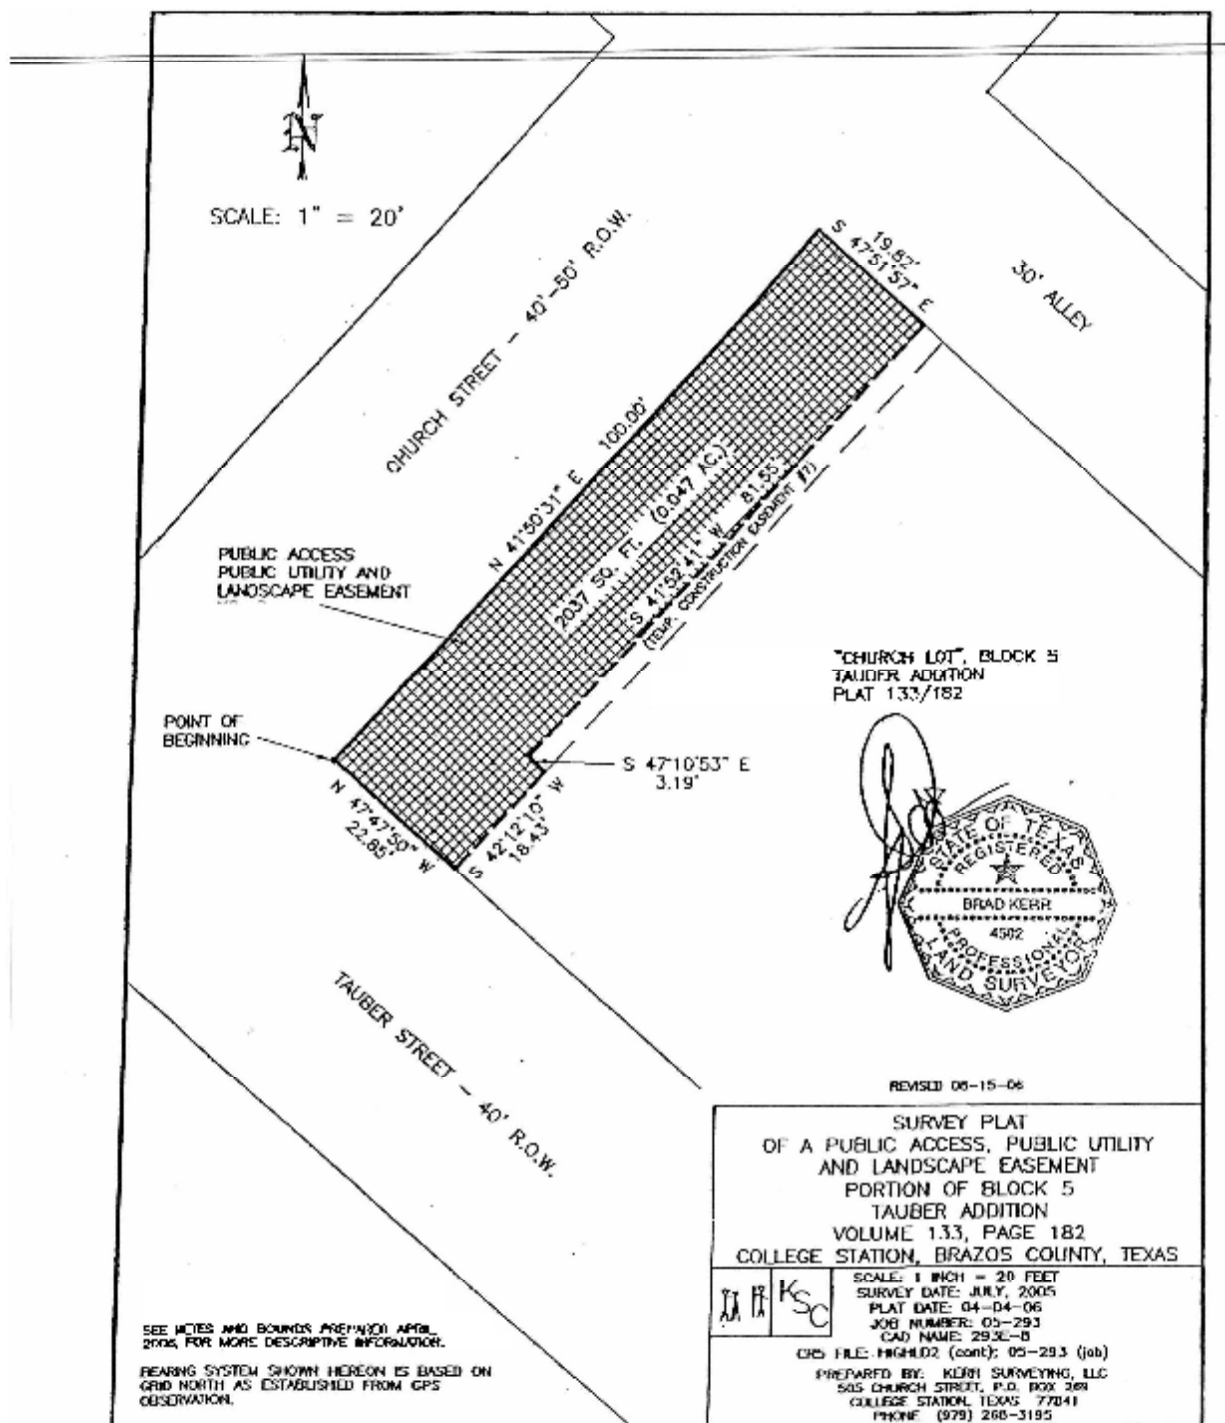 N
SCALE: 1" = 20'
CHURCH STREET - 40'-50' R.O.W.
S 47°51'57" E
19.82'
30' ALLEY
N 41°50'31" E 100.00'
2037 SQ. FT. (0.047 AC.)
S 41°52'41" W 81.55'
(TEMP. CONSTRUCTION EASEMENT #7)
PUBLIC ACCESS
PUBLIC UTILITY AND
LANDSCAPE EASEMENT
"CHURCH LOT", BLOCK 5
TAUBER ADDITION
PLAT 133/182
POINT OF
BEGINNING
S 47°10'53" E
3.19'
N 47°47'50" W
22.85'
S 42°12'10" W
18.43'
STATE OF TEXAS
REGISTERED
BRAD KERR
4502
PROFESSIONAL
LAND SURVEYOR
TAUBER STREET - 40' R.O.W.
REVISED 06-15-06
SURVEY PLAT
OF A PUBLIC ACCESS, PUBLIC UTILITY
AND LANDSCAPE EASEMENT
PORTION OF BLOCK 5
TAUBER ADDITION
VOLUME 133, PAGE 182
COLLEGE STATION, BRAZOS COUNTY, TEXAS
KSC
SCALE: 1 INCH = 20 FEET
SURVEY DATE: JULY, 2005
PLAT DATE: 04-04-06
JOB NUMBER: 05-293
CAD NAME: 293E-8
CR5 FILE: HIGHLD2 (cont); 05-293 (job)
PREPARED BY: KERR SURVEYING, LLC
505 CHURCH STREET, P.O. BOX 269
COLLEGE STATION, TEXAS 77841
PHONE (979) 268-3195
SEE METES AND BOUNDS PREPARED APRIL,
2006, FOR MORE DESCRIPTIVE INFORMATION.
BEARING SYSTEM SHOWN HEREON IS BASED ON
GRID NORTH AS ESTABLISHED FROM GPS
OBSERVATION.